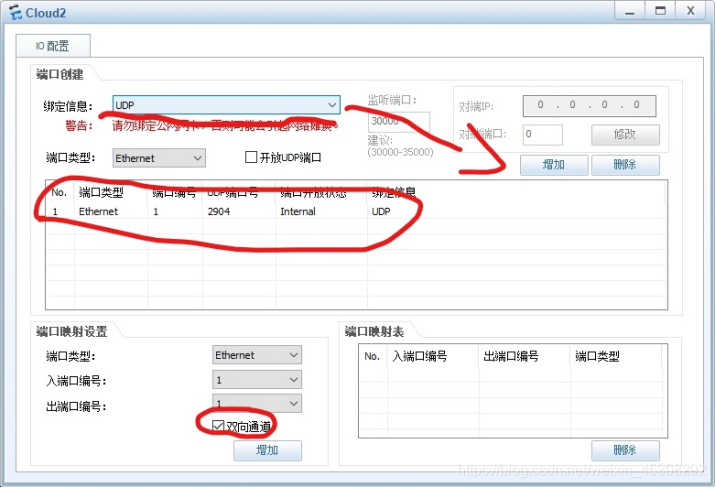 Cloud2
IO 配置
端口创建
绑定信息: UDP
警告: 请勿绑定公网网卡,否则可能会引起网络瘫痪。
监听端口:
30000
建议:
(30000-35000)
对端IP: 0 . 0 . 0 . 0
对端端口: 0 修改
端口类型: Ethernet 开放UDP端口
增加 删除
No. 端口类型 端口编号 UDP端口号 端口开放状态 绑定信息
1 Ethernet 1 2904 Internal UDP
端口映射设置
端口类型: Ethernet
入端口编号: 1
出端口编号: 1
双向通道
增加
端口映射表
No. 入端口编号 出端口编号 端口类型
删除